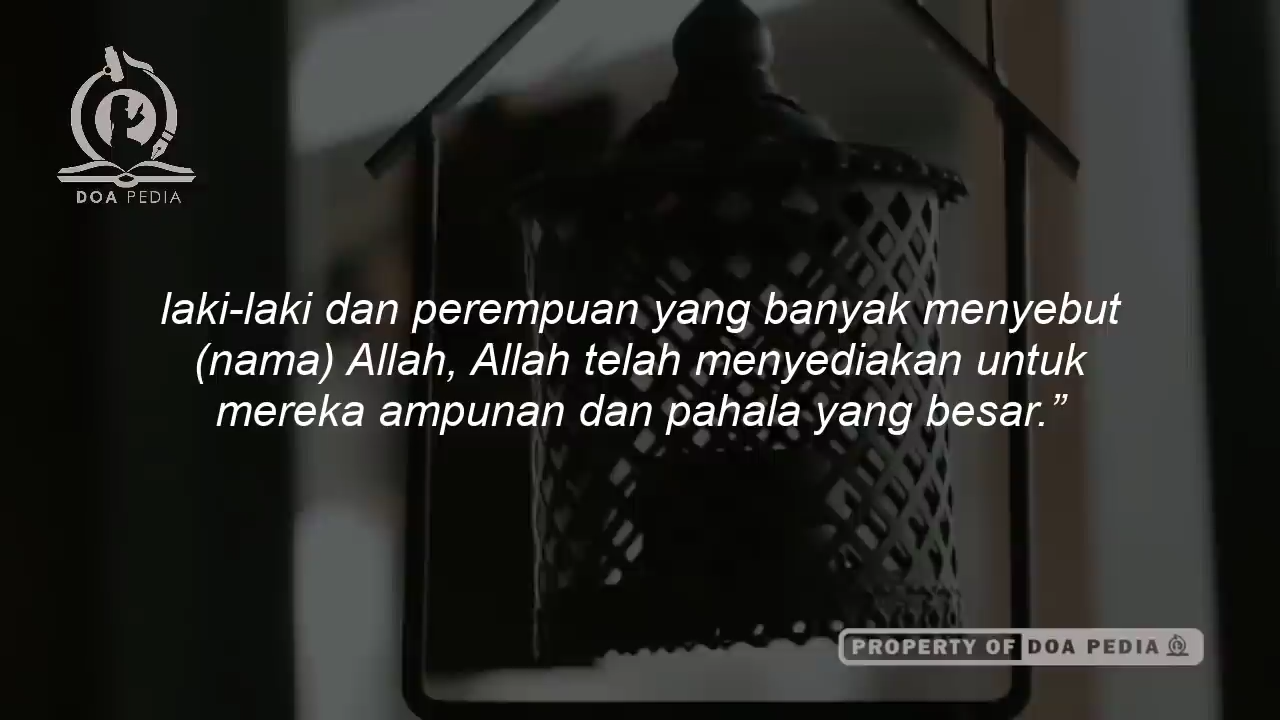 DOA PEDIA
laki-laki dan perempuan yang banyak menyebut
(nama) Allah, Allah telah menyediakan untuk
mereka ampunan dan pahala yang besar.”
PROPERTY OF DOA PEDIA